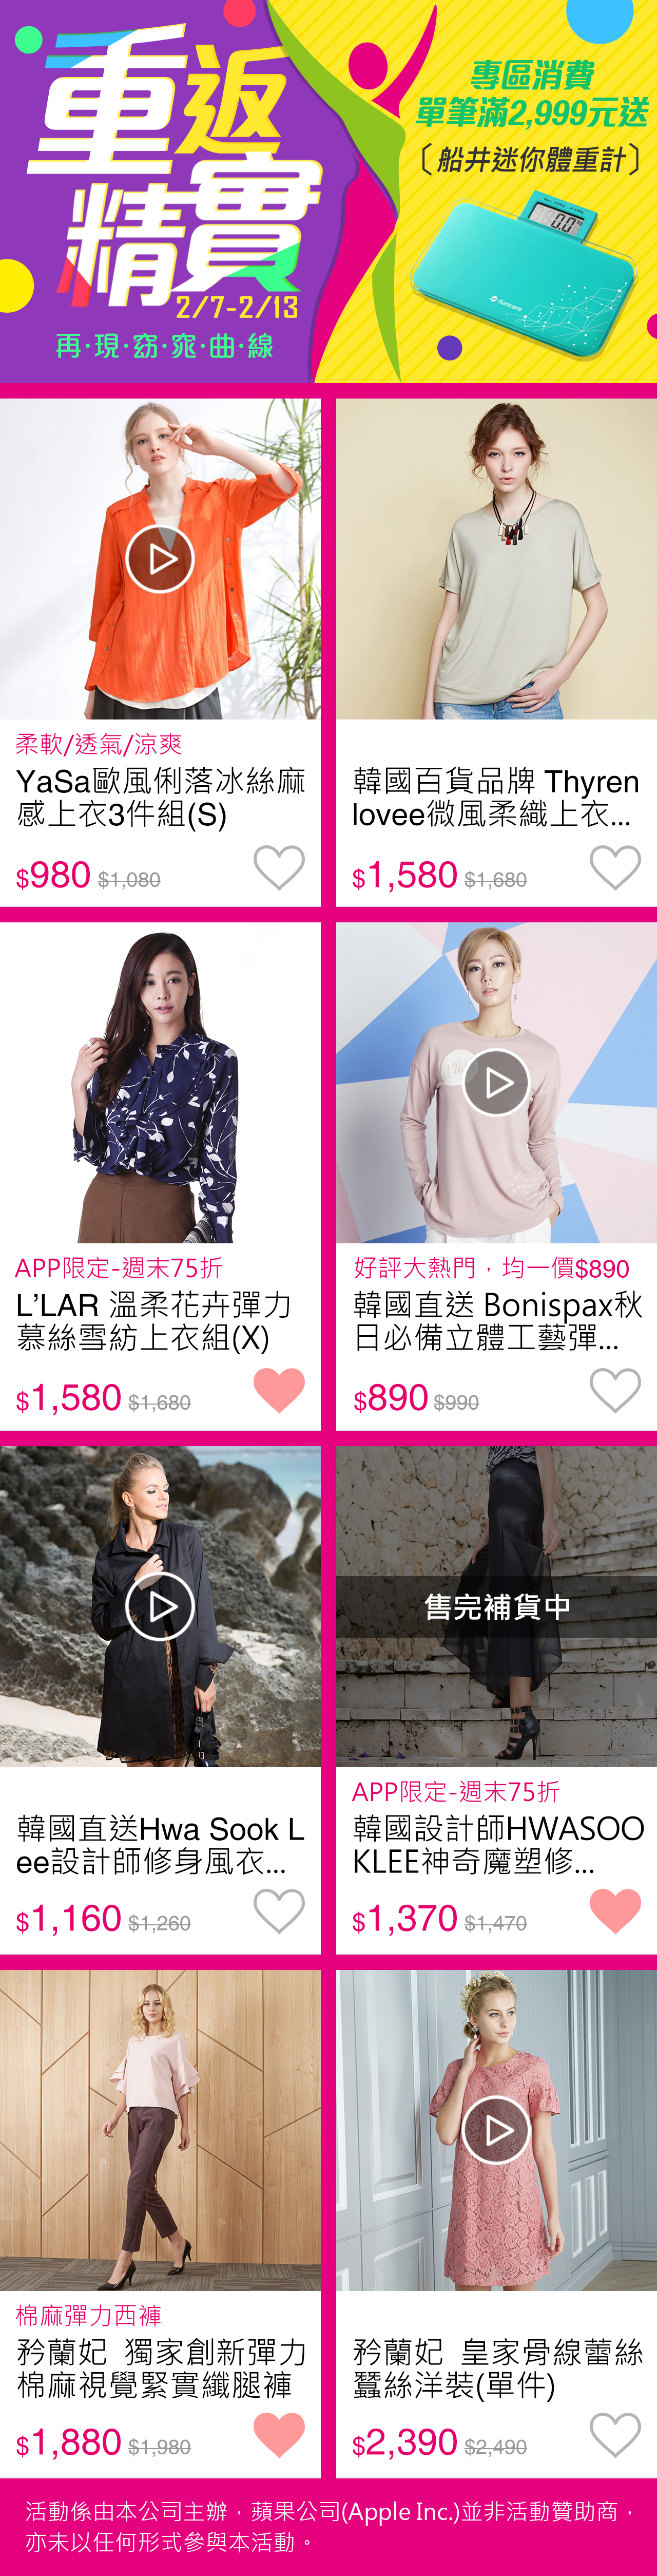 重返
精實
2/7-2/13
再·現·窈·窕·曲·線
專區消費
單筆滿2,999元送
〔船井迷你體重計〕
0.0
funcare
柔軟/透氣/涼爽
YaSa歐風俐落冰絲麻
感上衣3件組(S)
$980 $1,080
韓國百貨品牌 Thyren
lovee微風柔織上衣...
$1,580 $1,680
APP限定-週末75折
L’LAR 溫柔花卉彈力
慕絲雪紡上衣組(X)
$1,580 $1,680
好評大熱門，均一價$890
韓國直送 Bonispax秋
日必備立體工藝彈...
$890 $990
韓國直送Hwa Sook L
ee設計師修身風衣...
$1,160 $1,260
售完補貨中
APP限定-週末75折
韓國設計師HWASOO
KLEE神奇魔塑修...
$1,370 $1,470
棉麻彈力西褲
矜蘭妃 獨家創新彈力
棉麻視覺緊實纖腿褲
$1,880 $1,980
矜蘭妃 皇家骨線蕾絲
蠶絲洋裝(單件)
$2,390 $2,490
活動係由本公司主辦，蘋果公司(Apple Inc.)並非活動贊助商，
亦未以任何形式參與本活動。